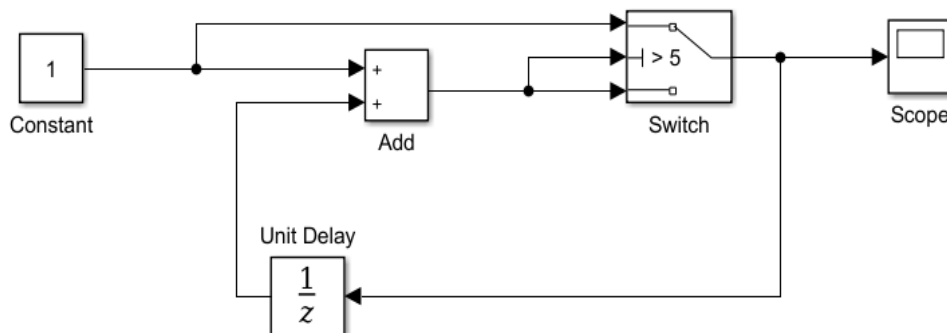 1
Constant
+
+
Add
> 5
Switch
Scope
Unit Delay
1
z